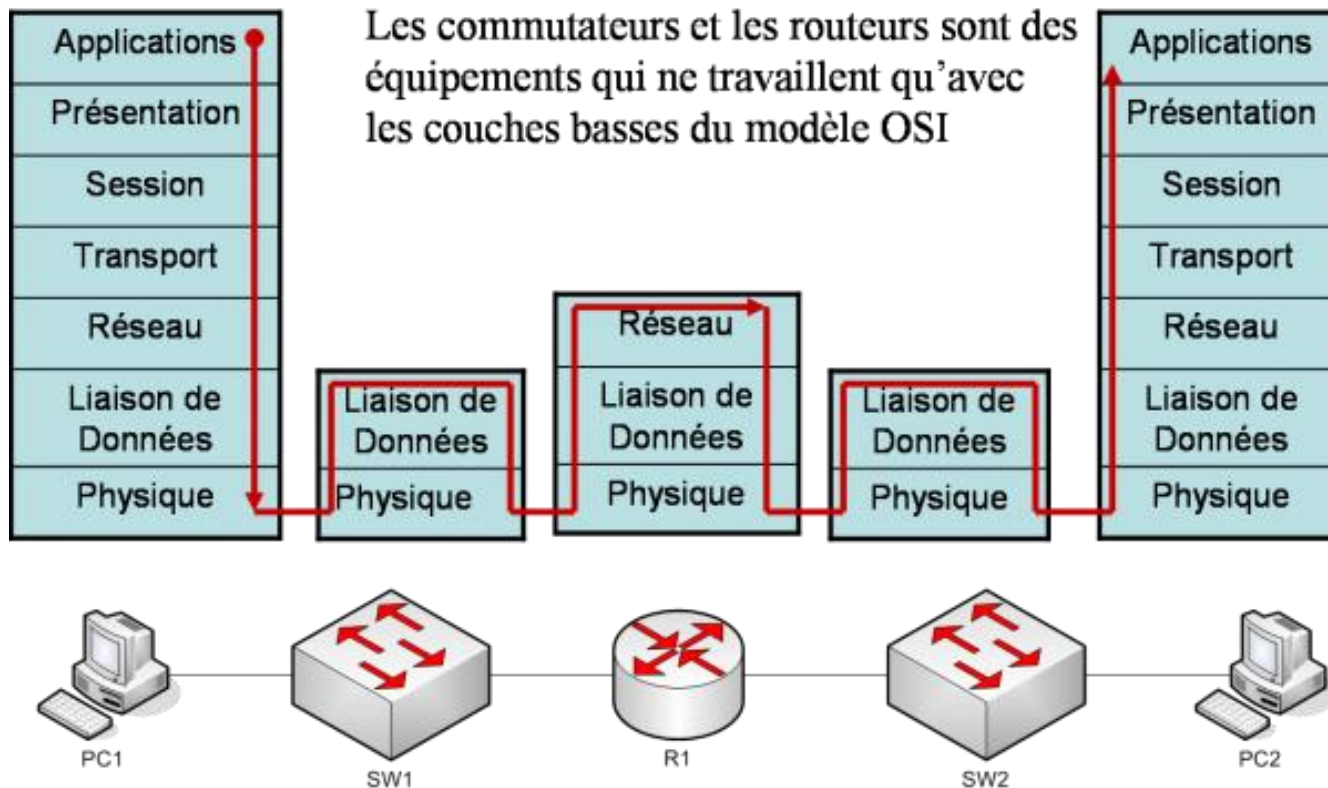 Les commutateurs et les routeurs sont des
équipements qui ne travaillent qu'avec
les couches basses du modèle OSI
Applications
Présentation
Session
Transport
Réseau
Liaison de
Données
Physique
Liaison de
Données
Physique
Réseau
Liaison de
Données
Physique
Liaison de
Données
Physique
Applications
Présentation
Session
Transport
Réseau
Liaison de
Données
Physique
PC1
SW1
R1
SW2
PC2